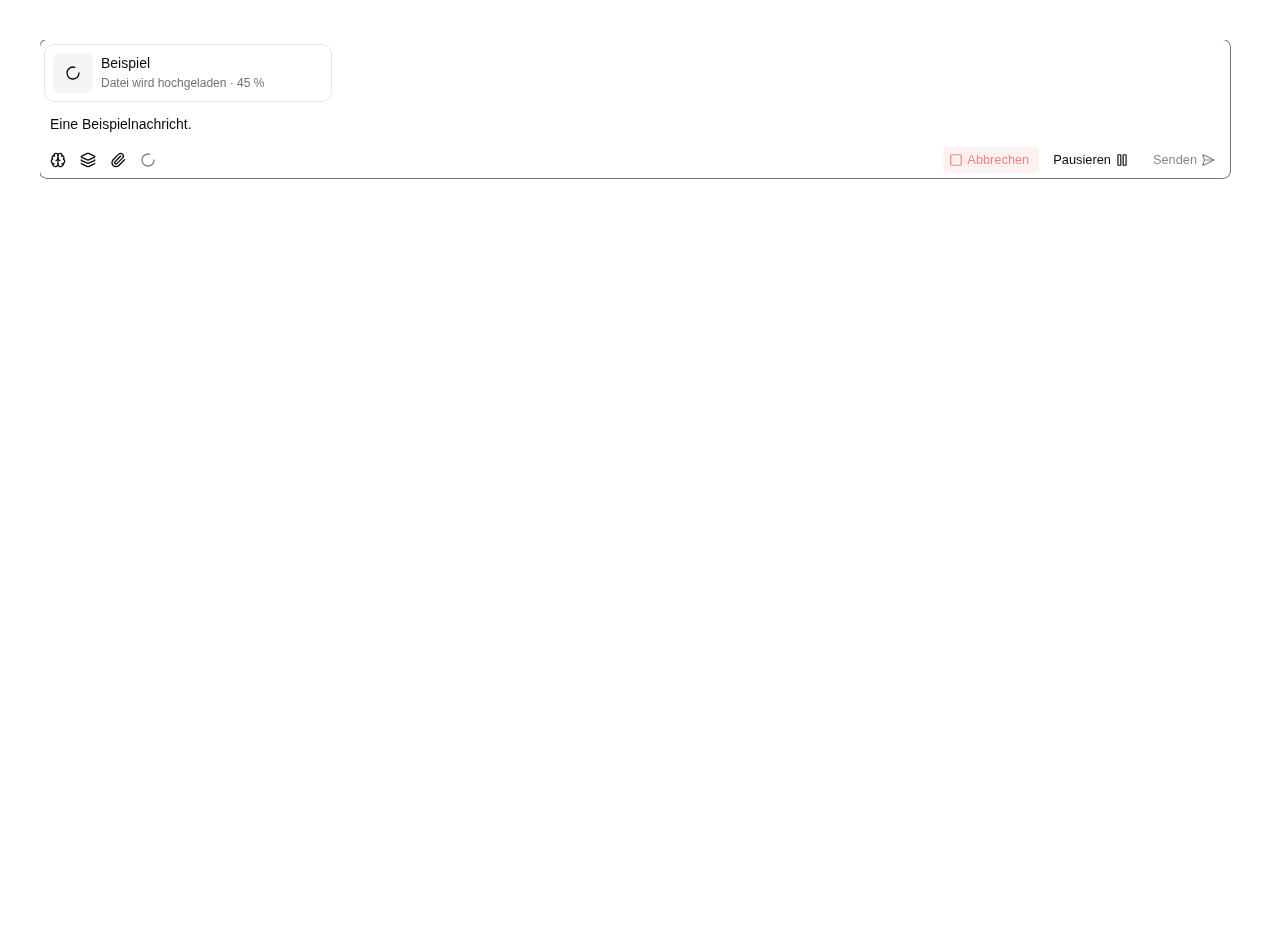 Beispiel
Datei wird hochgeladen · 45 %
Eine Beispielnachricht.
Abbrechen Pausieren Senden